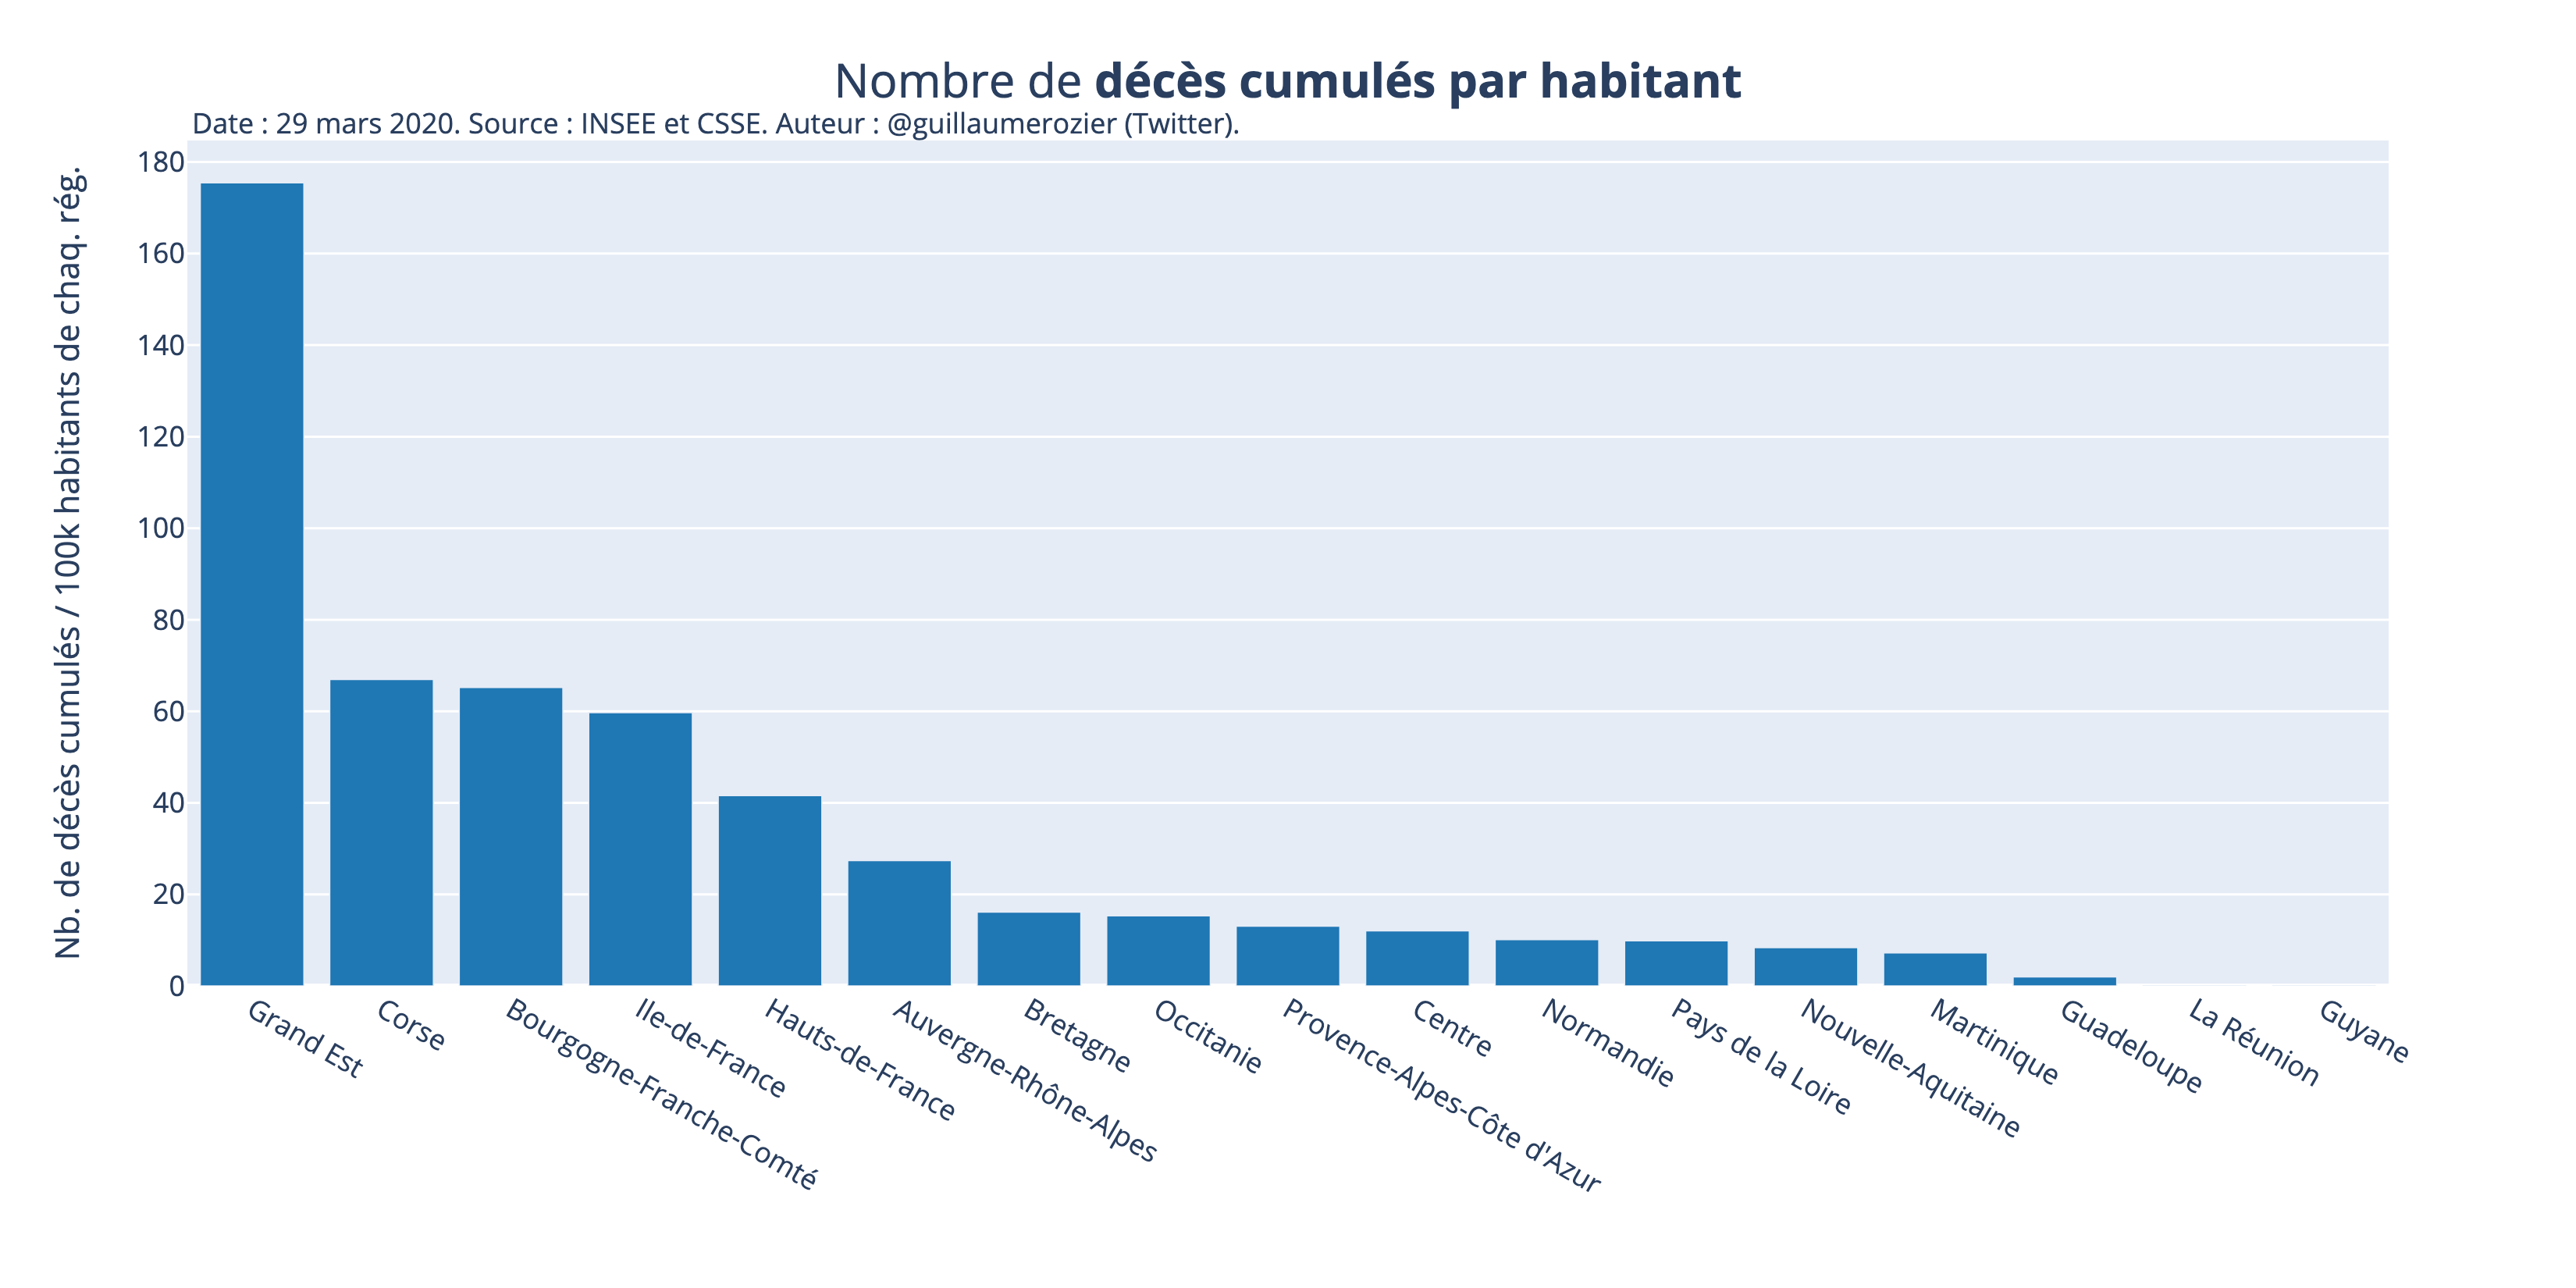 Nombre de décès cumulés par habitant
Date : 29 mars 2020. Source : INSEE et CSSE. Auteur : @guillaumerozier (Twitter).
Nb. de décès cumulés / 100k habitants de chaq. rég.
180
160
140
120
100
80
60
40
20
0
Grand Est
Corse
Bourgogne-Franche-Comté
Ile-de-France
Hauts-de-France
Auvergne-Rhône-Alpes
Bretagne
Occitanie
Provence-Alpes-Côte d'Azur
Centre
Normandie
Pays de la Loire
Nouvelle-Aquitaine
Martinique
Guadeloupe
La Réunion
Guyane